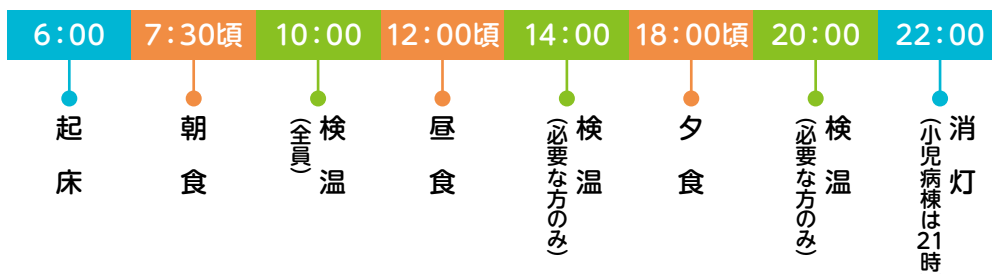 6：00
7：30頃
10：00
12：00頃
14：00
18：00頃
20：00
22：00
起床
朝食
検温
（全員）
昼食
検温
（必要な方のみ）
夕食
検温
（必要な方のみ）
消灯
（小児病棟は21時